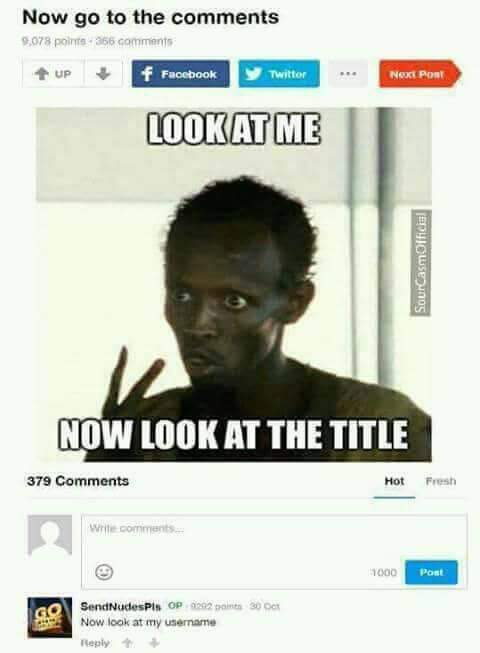 Now go to the comments
9,078 points - 366 comments
UP
Facebook
Twitter
...
Next Post
LOOK AT ME
SourCasmOfficial
NOW LOOK AT THE TITLE
379 Comments
Hot Fresh
Write comments...
1000 Post
GO
SendNudesPls OP · 9292 points · 30 Oct
Now look at my username
Reply